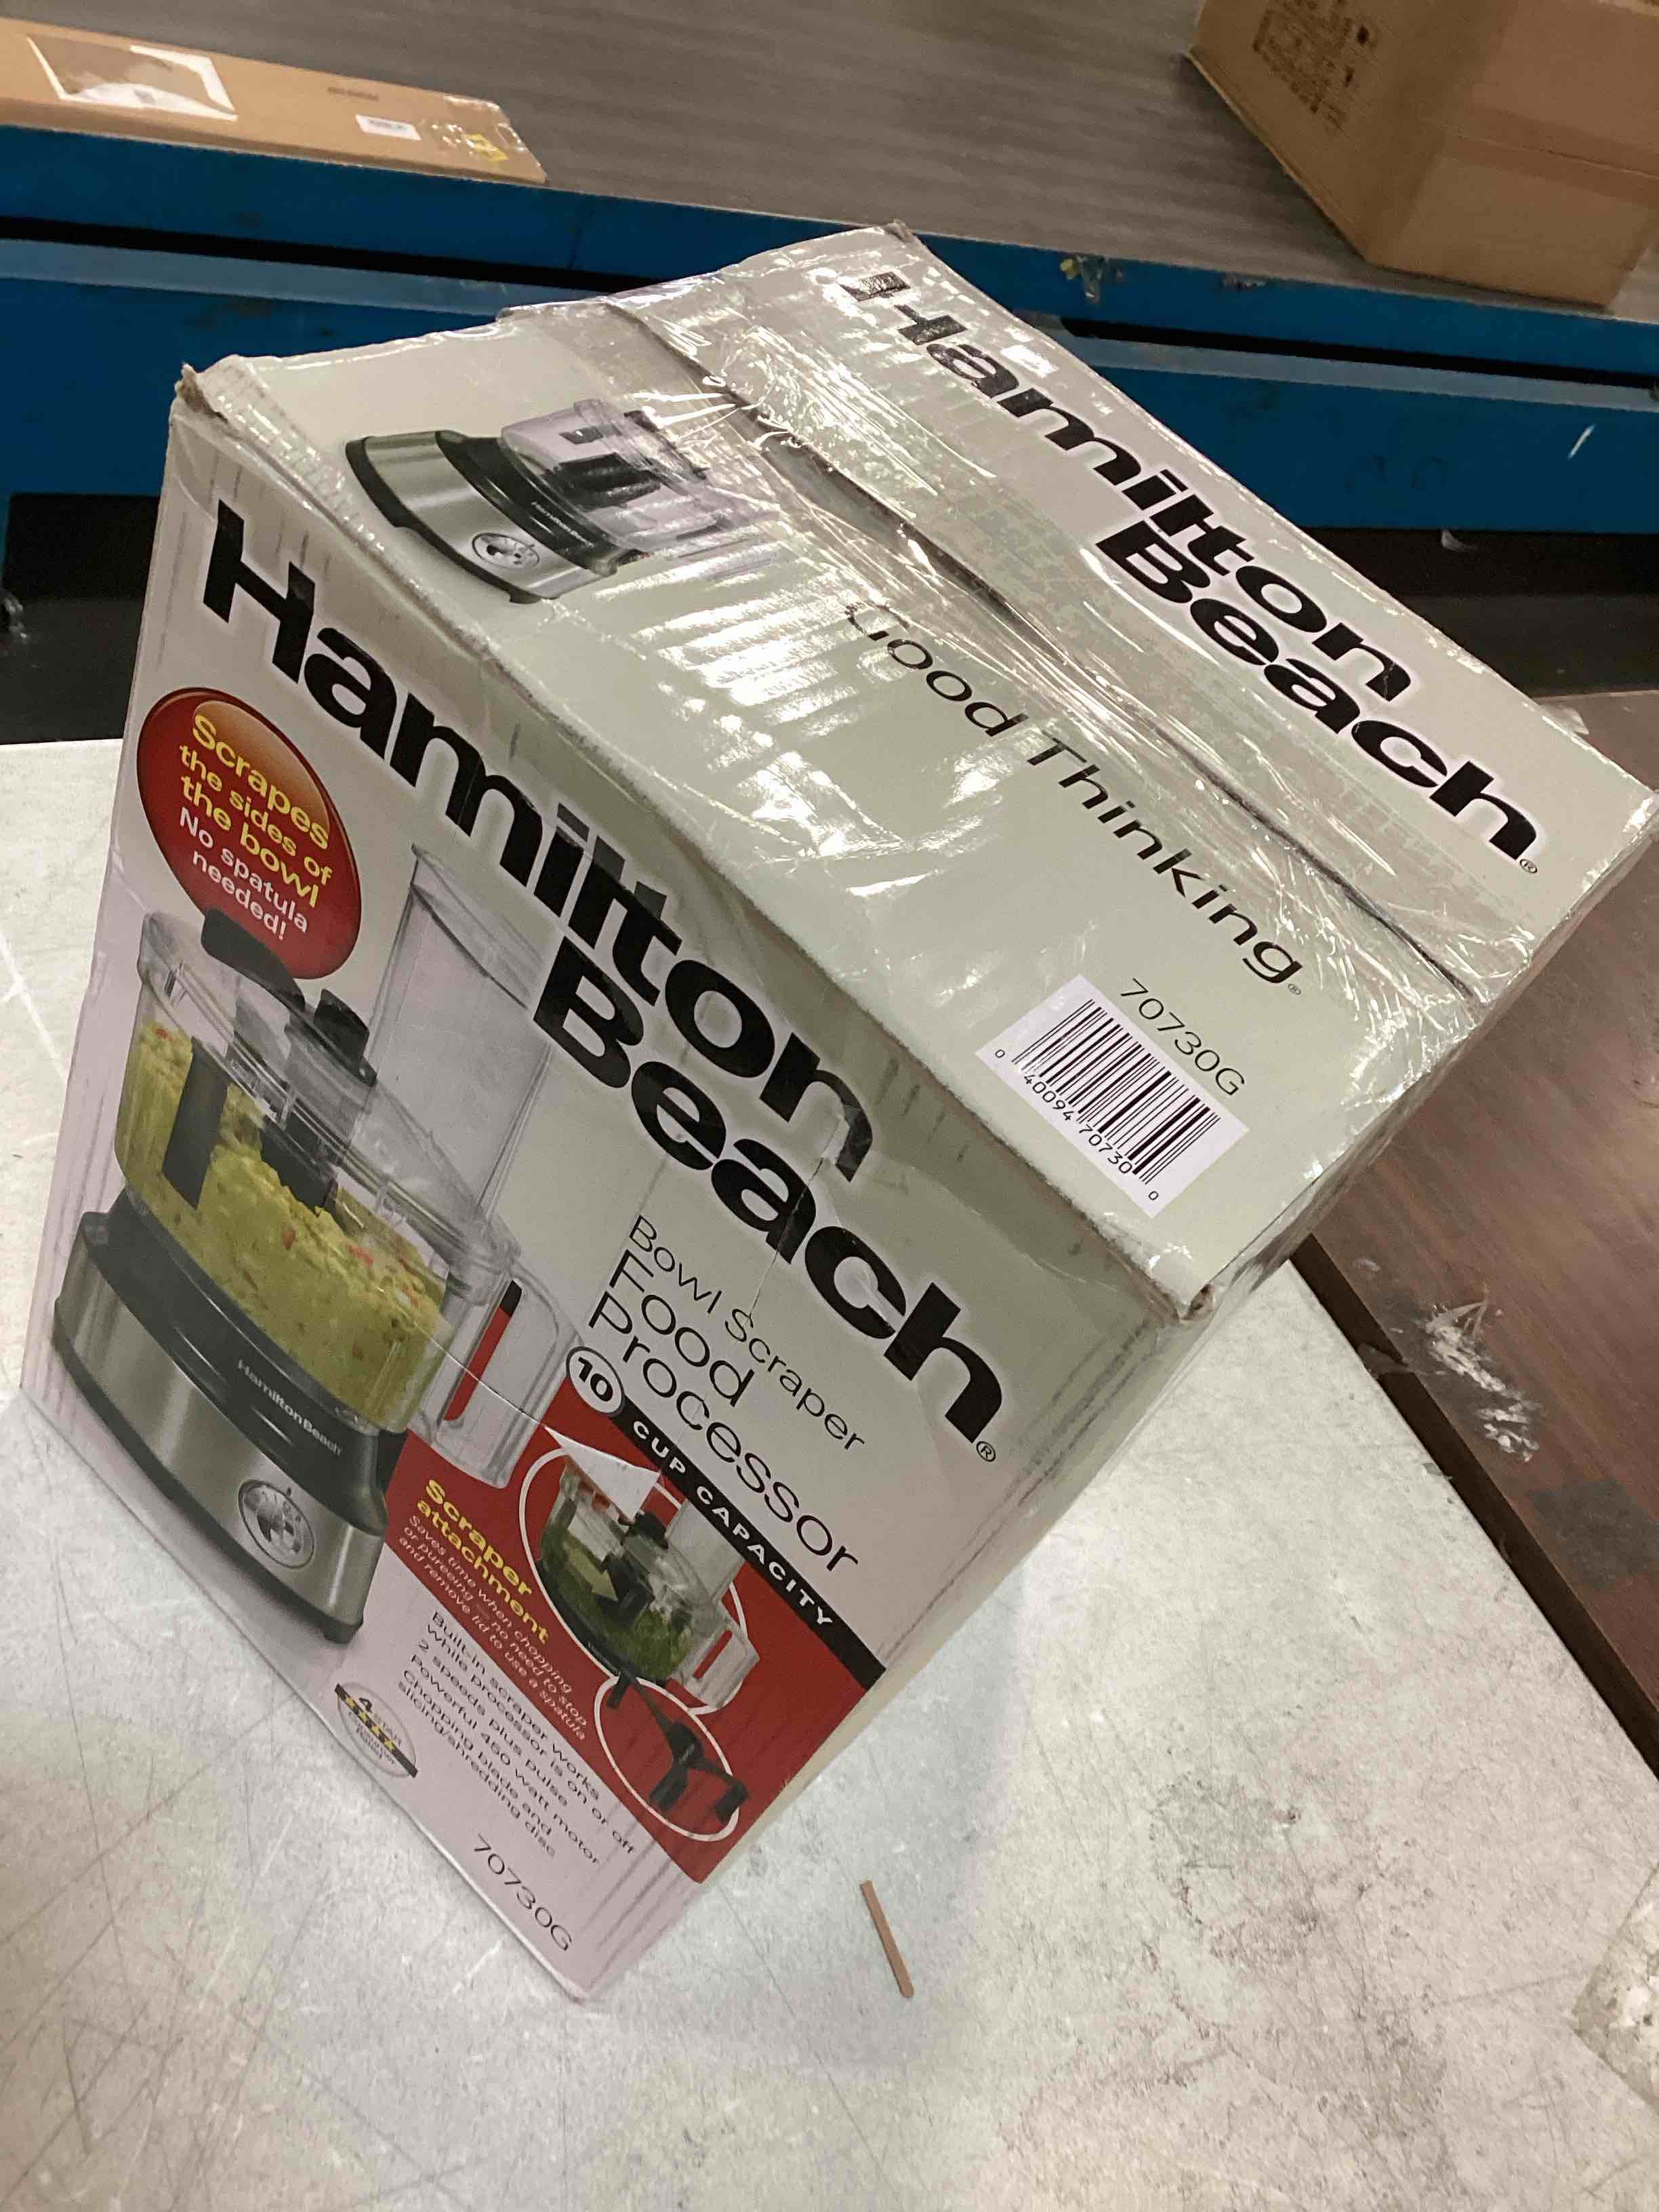 Hamilton
Beach®
Good Thinking®
70730G
0 40094 70730 0
Hamilton
Beach®
Scrapes
the sides of
the bowl
No spatula
needed!
Bowl Scraper
Food
Processor
10 CUP CAPACITY
HamiltonBeach
Scraper
attachment
Saves time when chopping
or pureeing — no need to stop
and remove lid to use a spatula
Built-in scraper works
while processor is on or off
2 speeds plus pulse
Powerful 450 watt motor
Chopping blade and
slicing/shredding disc
4 STAR
70730G